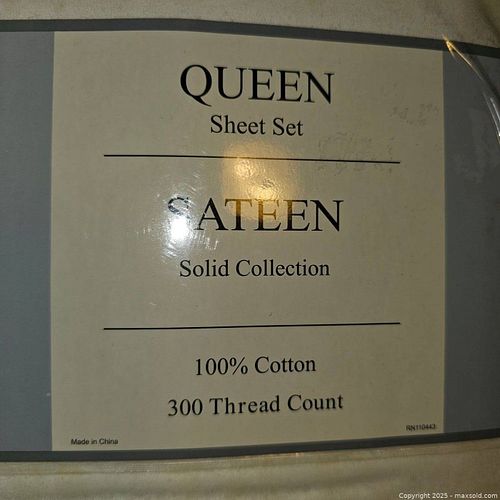 QUEEN
Sheet Set
SATEEN
Solid Collection
100% Cotton
300 Thread Count
Made in China
RN110443
Copyright © 2025 - maxsold.com